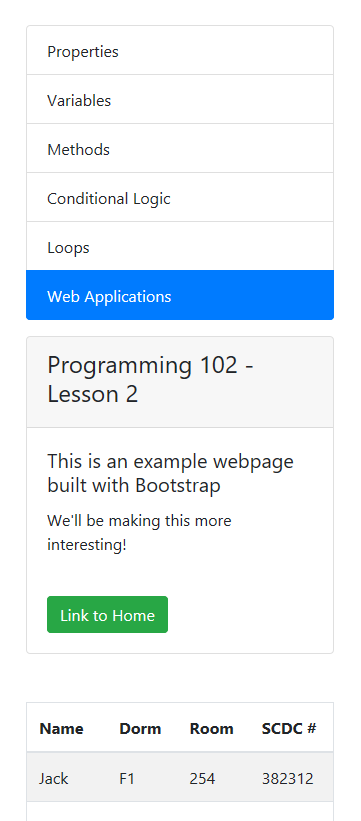 Properties
Variables
Methods
Conditional Logic
Loops
Web Applications
Programming 102 -
Lesson 2
This is an example webpage
built with Bootstrap
We'll be making this more
interesting!
Link to Home
Name Dorm Room SCDC #
Jack F1 254 382312